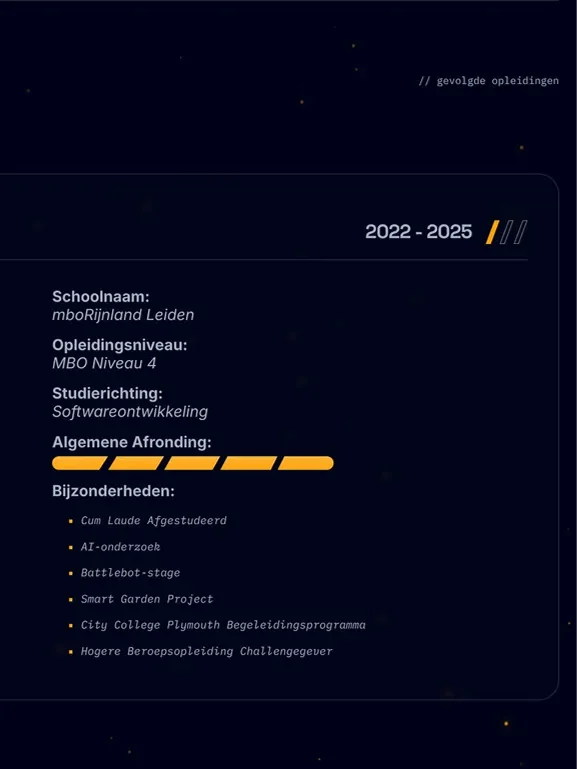 // gevolgde opleidingen
2022 - 2025
Schoolnaam:
mboRijnland Leiden
Opleidingsniveau:
MBO Niveau 4
Studierichting:
Softwareontwikkeling
Algemene Afronding:
Bijzonderheden:
Cum Laude Afgestudeerd
AI-onderzoek
Battlebot-stage
Smart Garden Project
City College Plymouth Begeleidingsprogramma
Hogere Beroepsopleiding Challengegever